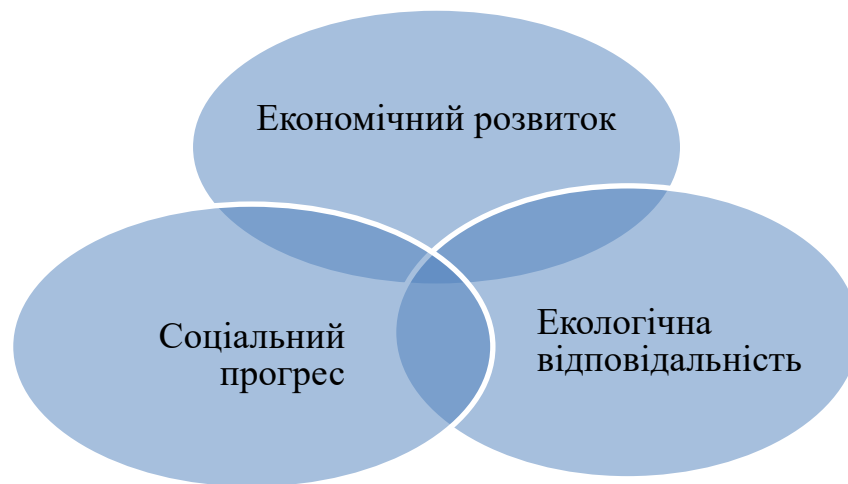 Економічний розвиток
Соціальний
прогрес
Екологічна
відповідальність